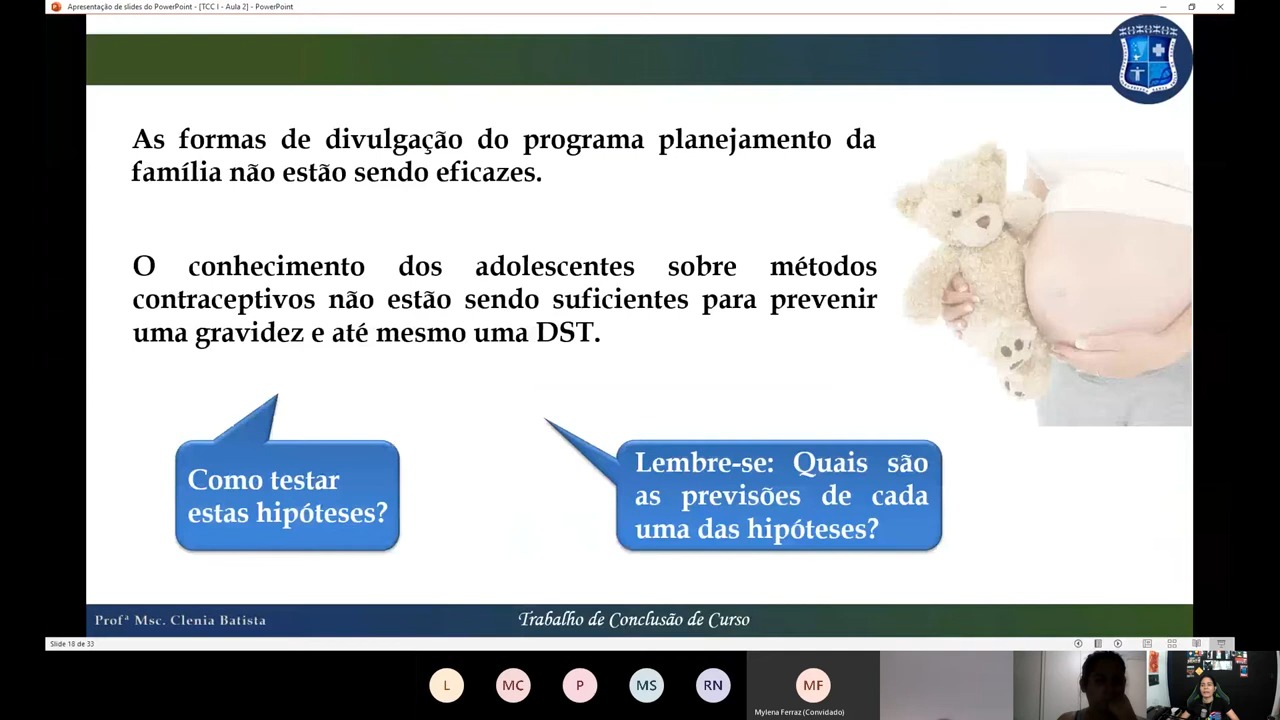 Apresentação de slides do PowerPoint - [TCC I - Aula 2] - PowerPoint
As formas de divulgação do programa planejamento da
família não estão sendo eficazes.
O conhecimento dos adolescentes sobre métodos
contraceptivos não estão sendo suficientes para prevenir
uma gravidez e até mesmo uma DST.
Como testar
estas hipóteses?
Lembre-se: Quais são
as previsões de cada
uma das hipóteses?
Profª Msc. Clenia Batista
Trabalho de Conclusão de Curso
Slide 18 de 33
L
MC
P
MS
RN
MF
Mylena Ferraz (Convidado)